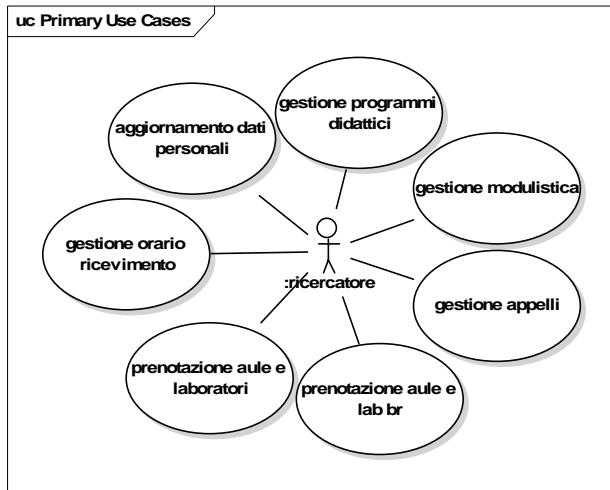 uc Primary Use Cases
gestione programmi
didattici
aggiornamento dati
personali
gestione modulistica
gestione orario
ricevimento
:ricercatore
gestione appelli
prenotazione aule e
laboratori
prenotazione aule e
lab br